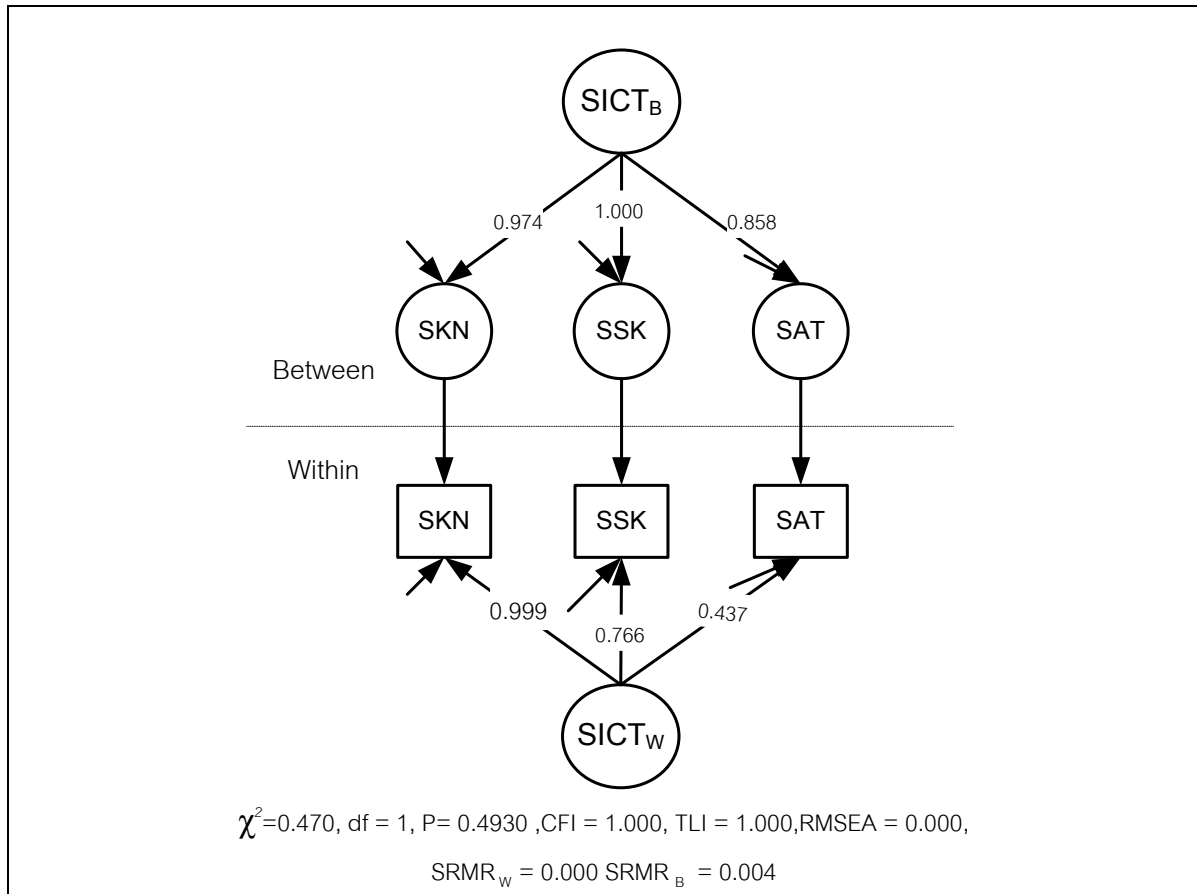 SICT_B
0.974 1.000 0.858
SKN SSK SAT
Between
Within
SKN SSK SAT
0.999 0.766 0.437
SICT_W
χ²=0.470, df = 1, P= 0.4930 ,CFI = 1.000, TLI = 1.000,RMSEA = 0.000,
SRMR_W = 0.000 SRMR_B = 0.004